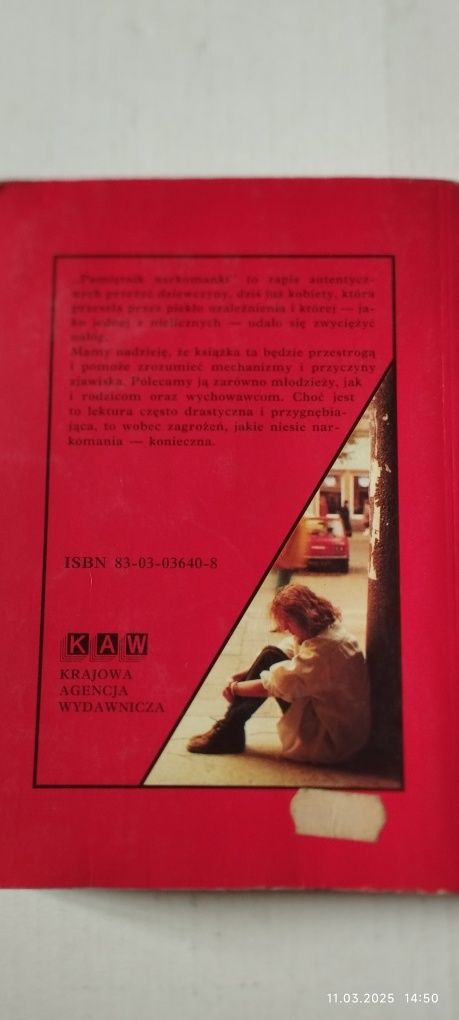 „Pamiętnik narkomanki" to zapis autentycz-
nych przeżyć dziewczyny, dziś już kobiety, która
przeszła przez piekło uzależnienia i której — ja-
ko jednej z nielicznych — udało się zwyciężyć
nałóg.
Mamy nadzieję, że książka ta będzie przestrogą
i pomoże zrozumieć mechanizmy i przyczyny
zjawiska. Polecamy ją zarówno młodzieży, jak
i rodzicom oraz wychowawcom. Choć jest
to lektura często drastyczna i przygnębia-
jąca, to wobec zagrożeń, jakie niesie nar-
komania — konieczna.
ISBN 83-03-03640-8
KAW
KRAJOWA
AGENCJA
WYDAWNICZA
11.03.2025 14:50